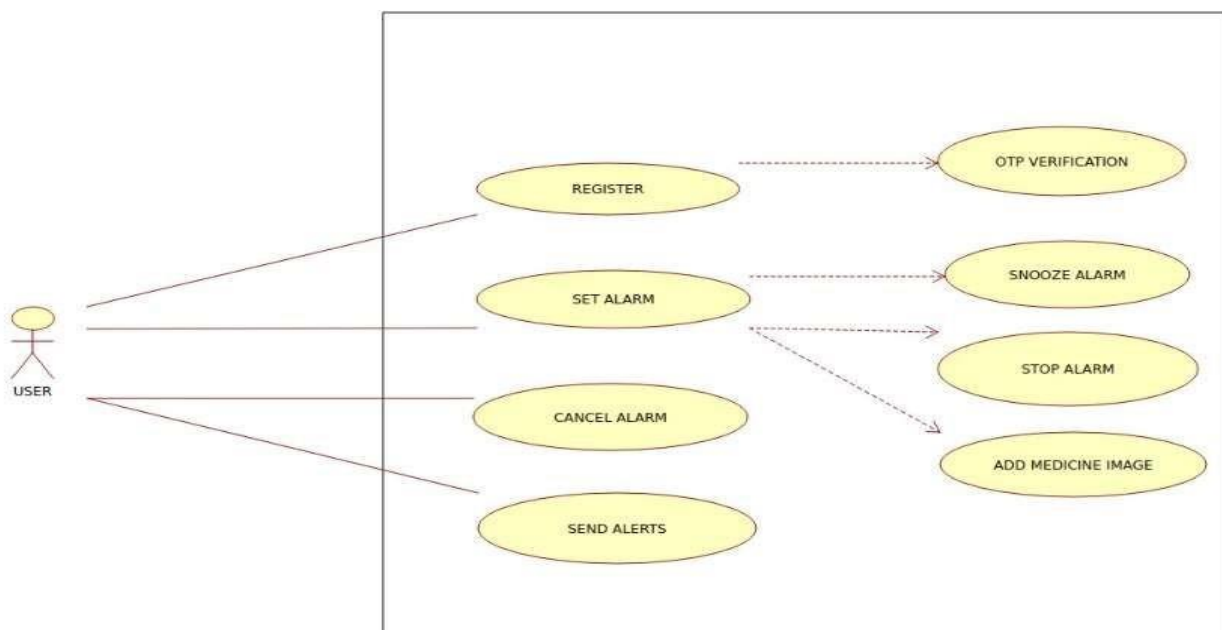 OTP VERIFICATION
REGISTER
SNOOZE ALARM
SET ALARM
STOP ALARM
USER
CANCEL ALARM
ADD MEDICINE IMAGE
SEND ALERTS